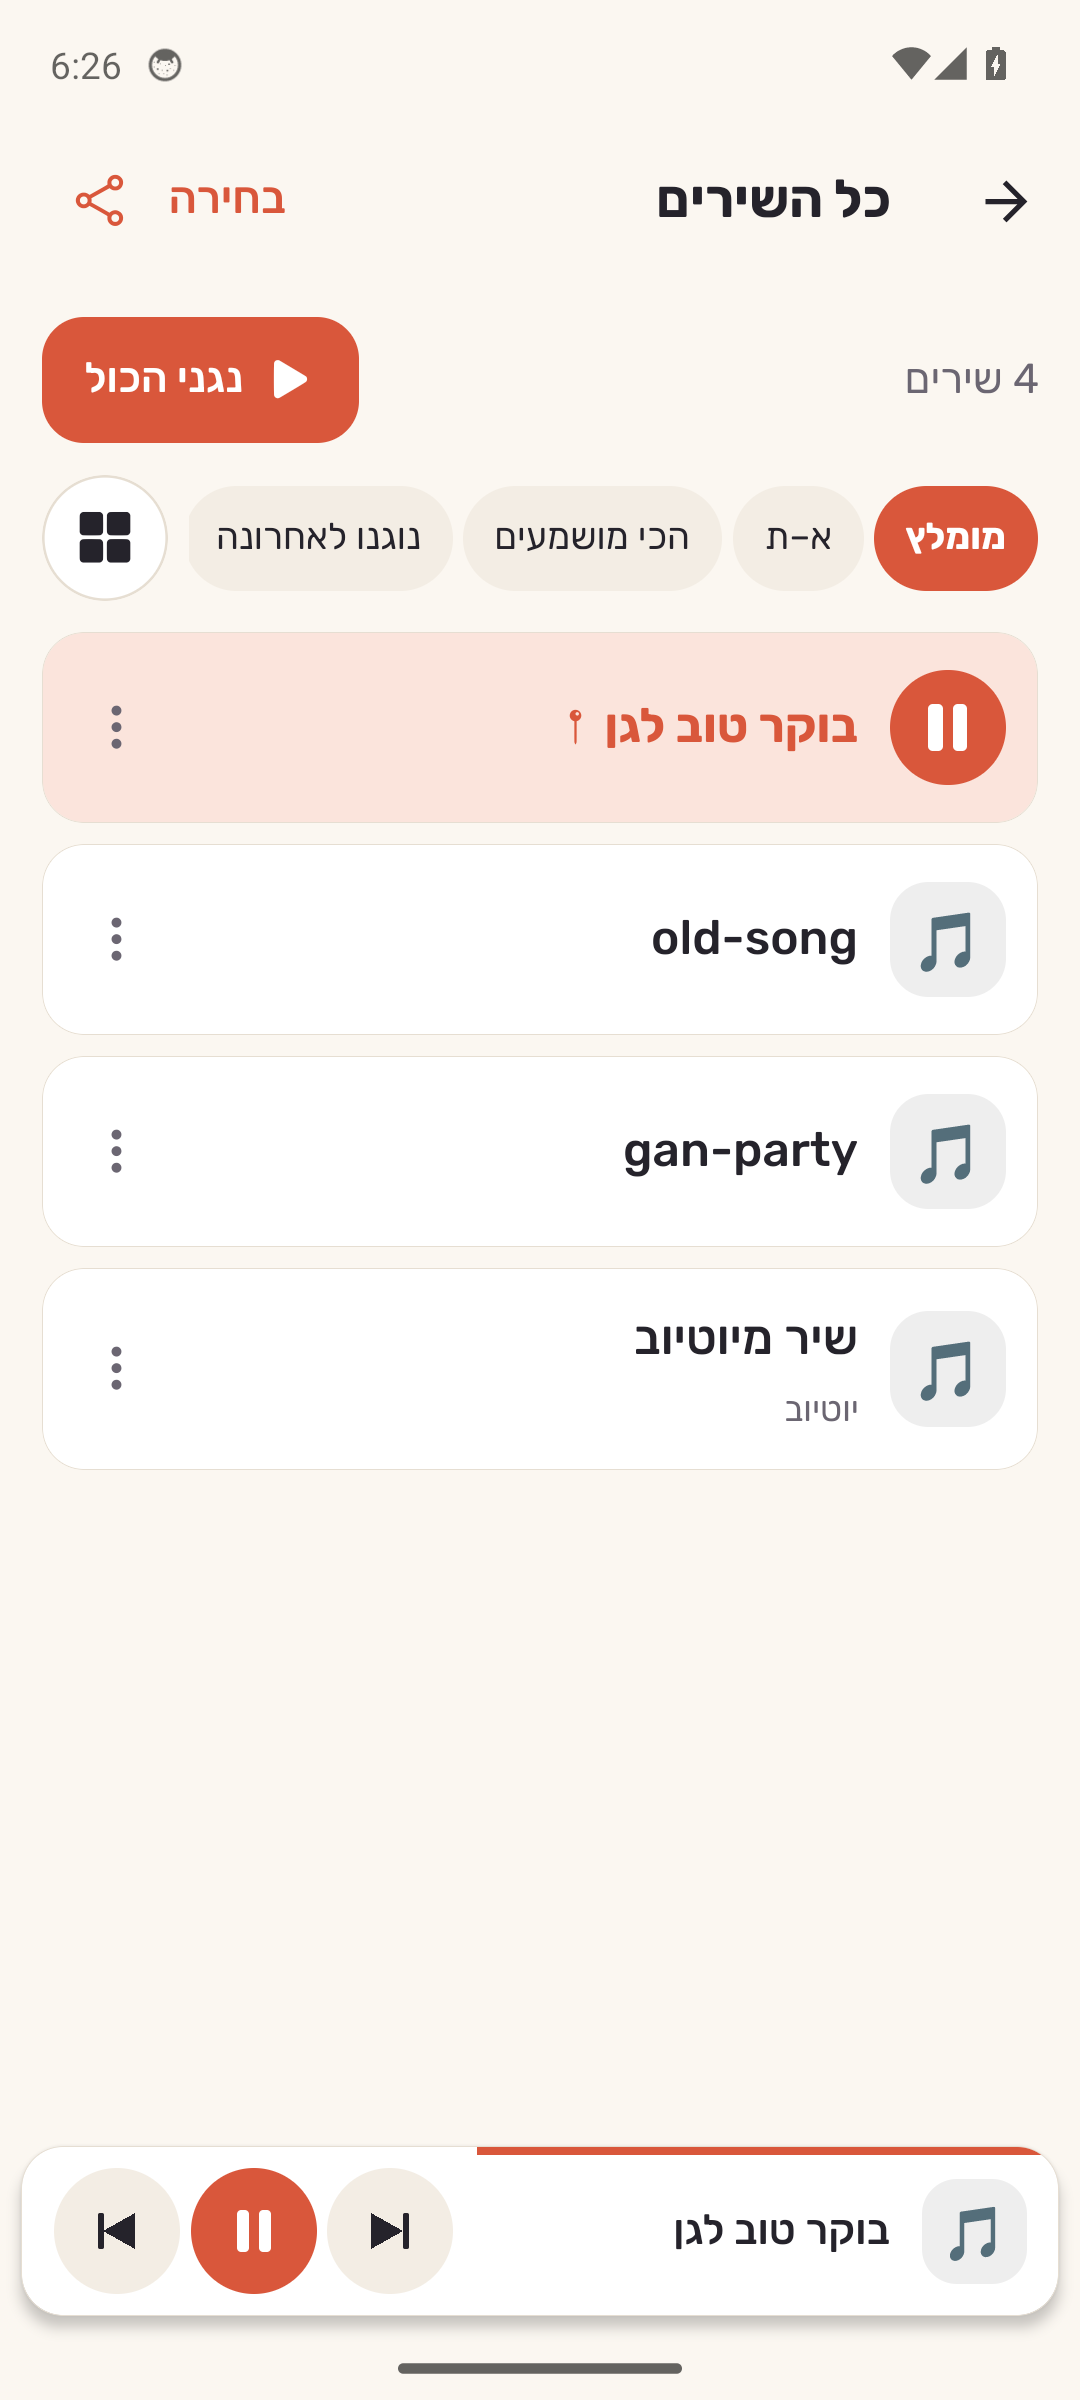 6:26
כל השירים
בחירה
4 שירים
נגני הכול
מומלץ
א-ת
הכי מושמעים
נוגנו לאחרונה
בוקר טוב לגן
old-song
gan-party
שיר מיוטיוב
יוטיוב
בוקר טוב לגן